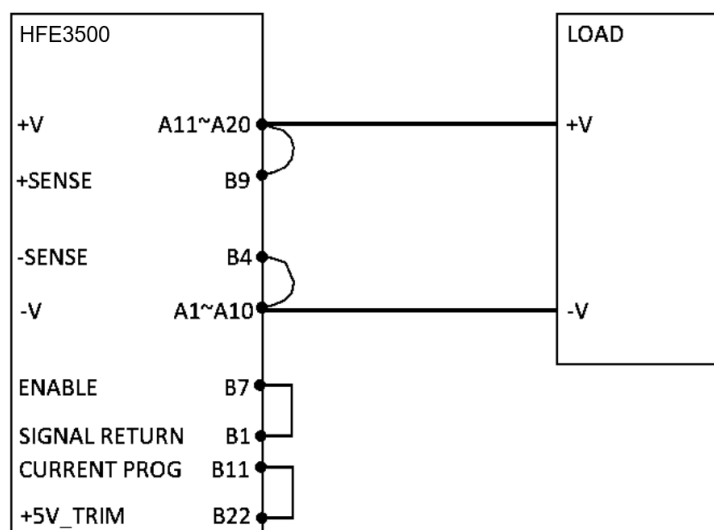 HFE3500 LOAD
+V A11~A20 +V
+SENSE B9
-SENSE B4
-V A1~A10 -V
ENABLE B7
SIGNAL RETURN B1
CURRENT PROG B11
+5V_TRIM B22